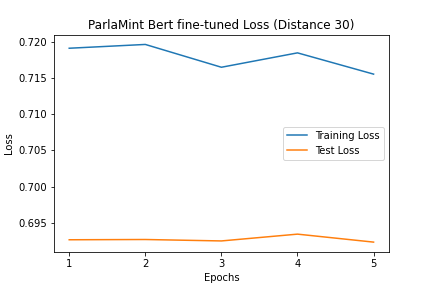 ParlaMint Bert fine-tuned Loss (Distance 30)
0.720
0.715
0.710
0.705
0.700
0.695
Loss
Training Loss
Test Loss
1 2 3 4 5
Epochs